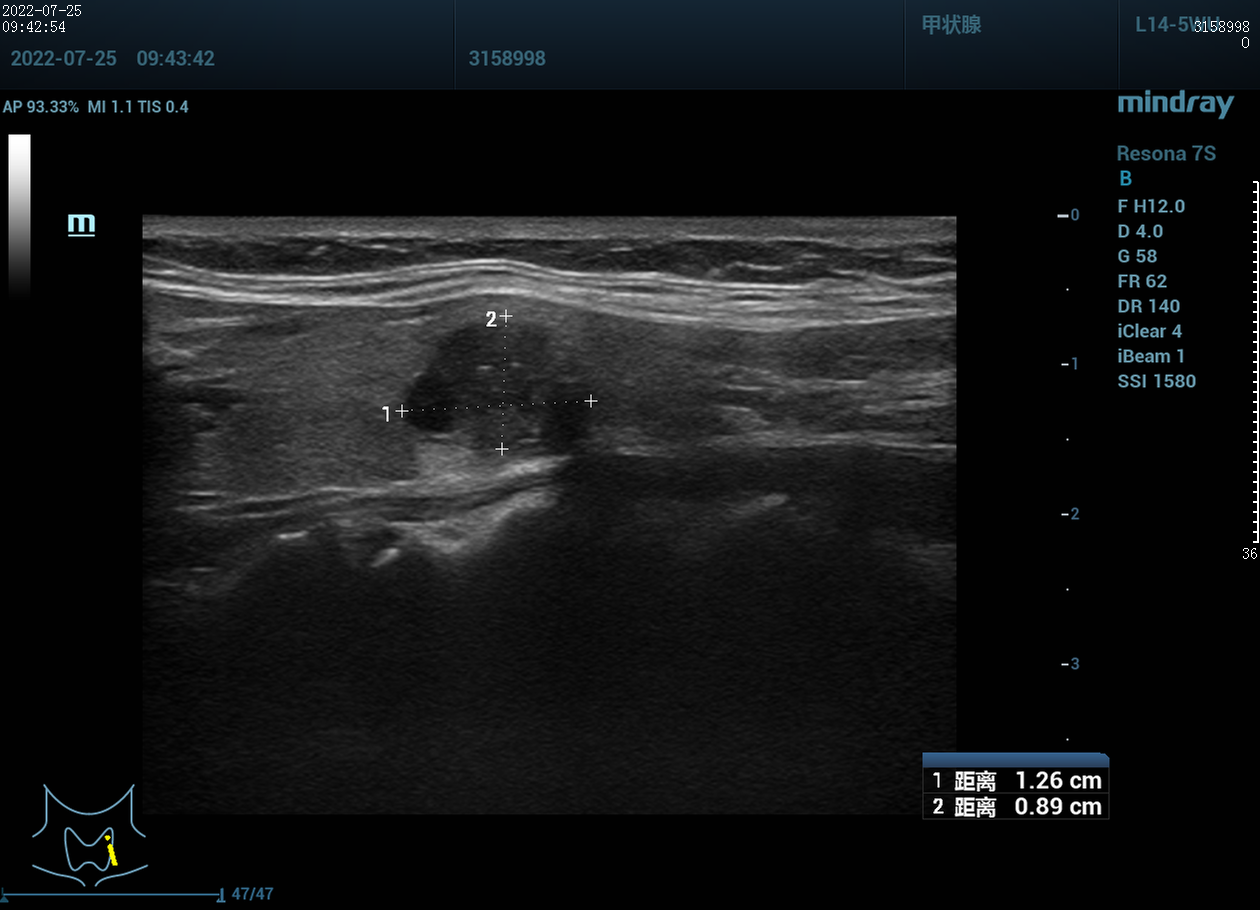 2022-07-25
09:42:54
2022-07-25 09:43:42
3158998
甲状腺
3158998
0
AP 93.33% MI 1.1 TIS 0.4
mindray
Resona 7S
B
F H12.0
D 4.0
G 58
FR 62
DR 140
iClear 4
iBeam 1
SSI 1580
m
0
1
2
3
36
2
1
1 距离 1.26 cm
2 距离 0.89 cm
47/47